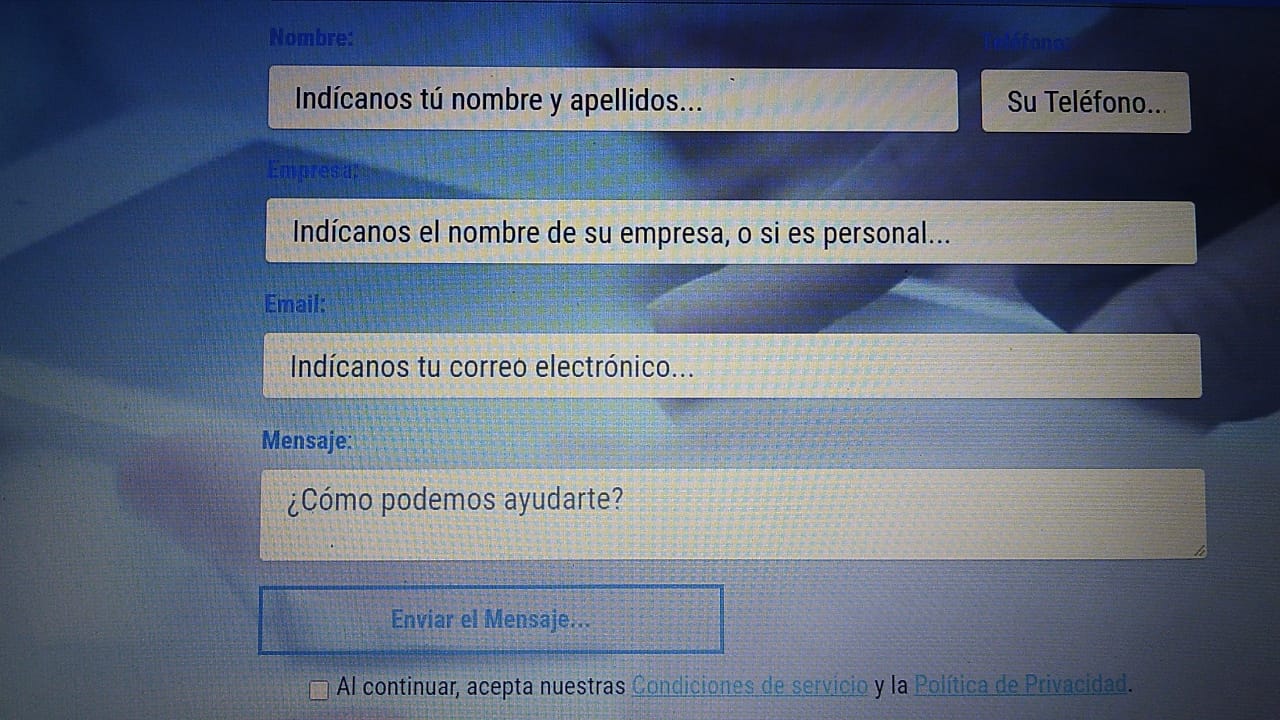 Nombre:
Teléfono:
Indícanos tú nombre y apellidos...
Su Teléfono...
Empresa:
Indícanos el nombre de su empresa, o si es personal...
Email:
Indícanos tu correo electrónico...
Mensaje:
¿Cómo podemos ayudarte?
Enviar el Mensaje...
Al continuar, acepta nuestras Condiciones de servicio y la Política de Privacidad.